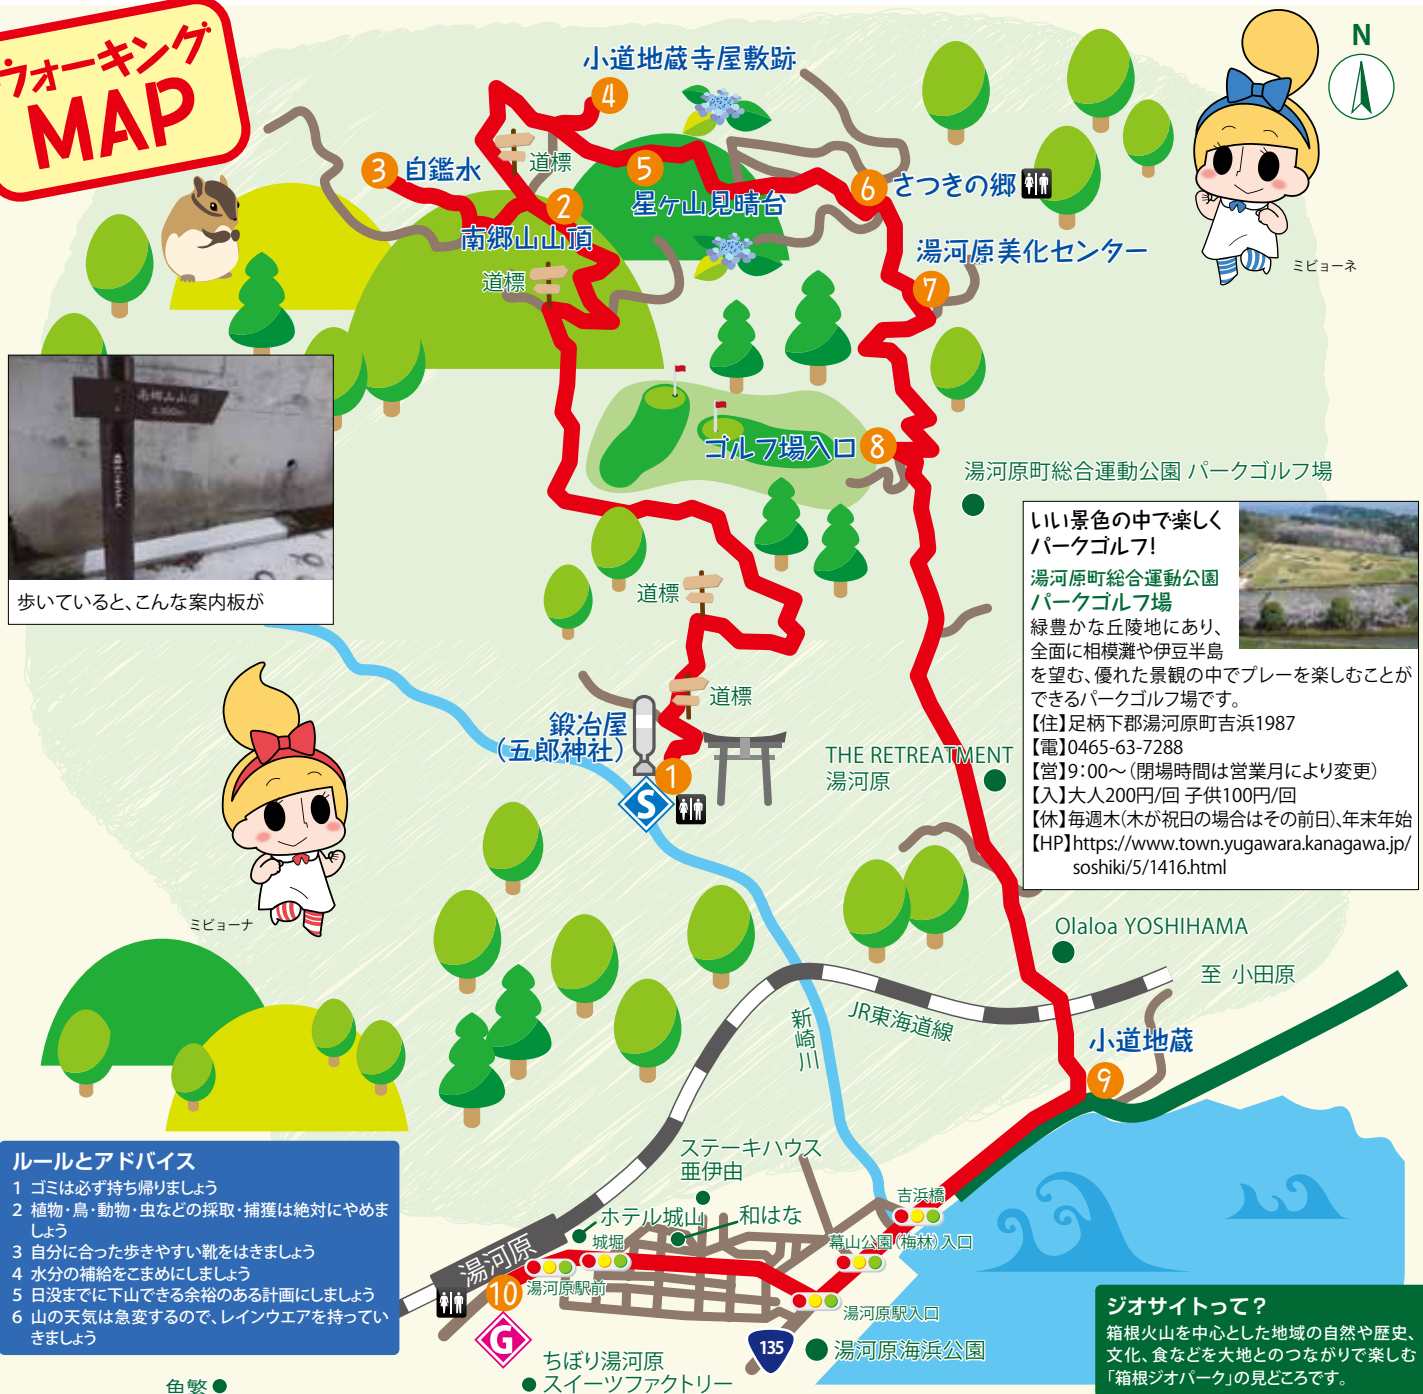 ウォーキング
MAP
N
小道地蔵寺屋敷跡
4
3
自鑑水
道標
5
星ヶ山見晴台
2
南郷山山頂
6
さつきの郷
湯河原美化センター
7
ミビョーネ
道標
南郷山山頂
歩いていると、こんな案内板が
ゴルフ場入口
8
湯河原町総合運動公園 パークゴルフ場
いい景色の中で楽しく
パークゴルフ!
湯河原町総合運動公園
パークゴルフ場
緑豊かな丘陵地にあり、
全面に相模灘や伊豆半島
を望む、優れた景観の中でプレーを楽しむことが
できるパークゴルフ場です。
【住】足柄下郡湯河原町吉浜1987
【電】0465-63-7288
【営】9:00〜(閉場時間は営業月により変更)
【入】大人200円/回 子供100円/回
【休】毎週木(木が祝日の場合はその前日)、年末年始
【HP】https://www.town.yugawara.kanagawa.jp/
soshiki/5/1416.html
道標
道標
鍛冶屋
(五郎神社)
1
S
THE RETREATMENT
湯河原
ミビョーナ
Olaloa YOSHIHAMA
至 小田原
JR東海道線
新崎川
小道地蔵
9
ルールとアドバイス
1 ゴミは必ず持ち帰りましょう
2 植物・鳥・動物・虫などの採取・捕獲は絶対にやめま
しょう
3 自分に合った歩きやすい靴をはきましょう
4 水分の補給をこまめにしましょう
5 日没までに下山できる余裕のある計画にしましょう
6 山の天気は急変するので、レインウエアを持ってい
きましょう
ステーキハウス
亜伊由
吉浜橋
ホテル城山
和はな
城堀
幕山公園(梅林)入口
湯河原
10
湯河原駅前
湯河原駅入口
G
135
湯河原海浜公園
ちぼり湯河原
スイーツファクトリー
魚繁
ジオサイトって?
箱根火山を中心とした地域の自然や歴史、
文化、食などを大地とのつながりで楽しむ
「箱根ジオパーク」の見どころです。